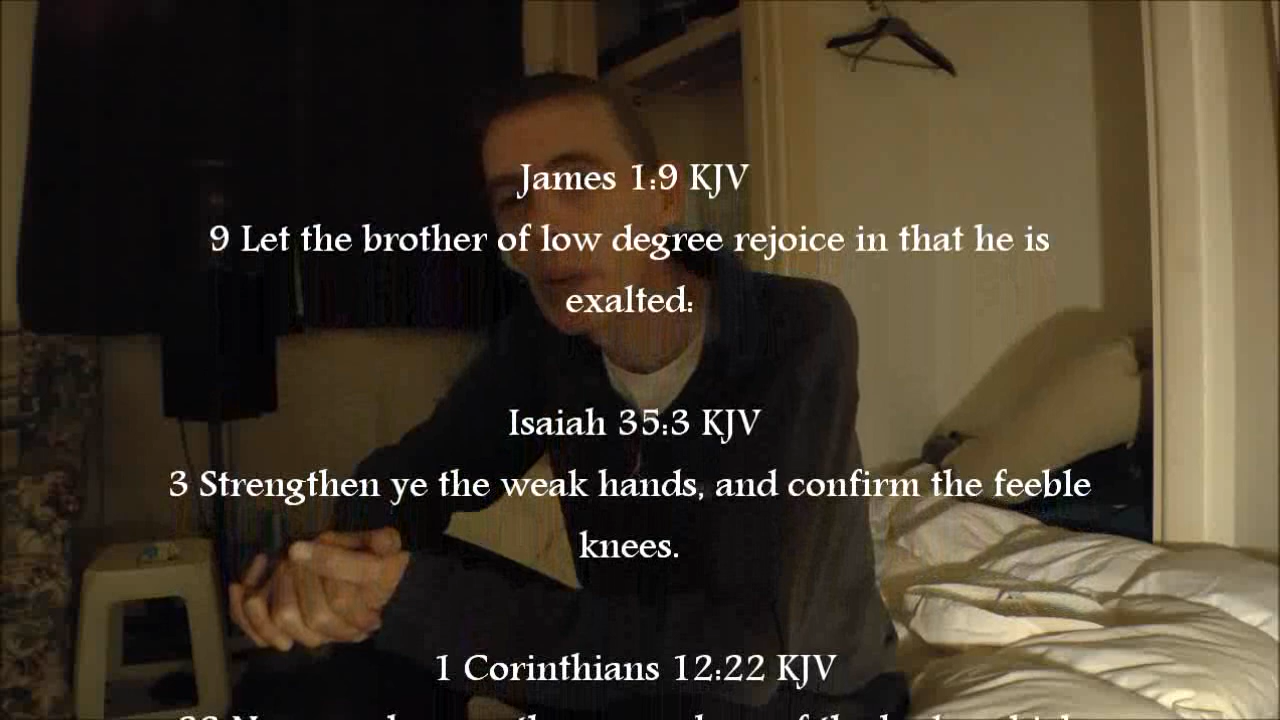 James 1:9 KJV
9 Let the brother of low degree rejoice in that he is
exalted:
Isaiah 35:3 KJV
3 Strengthen ye the weak hands, and confirm the feeble
knees.
1 Corinthians 12:22 KJV